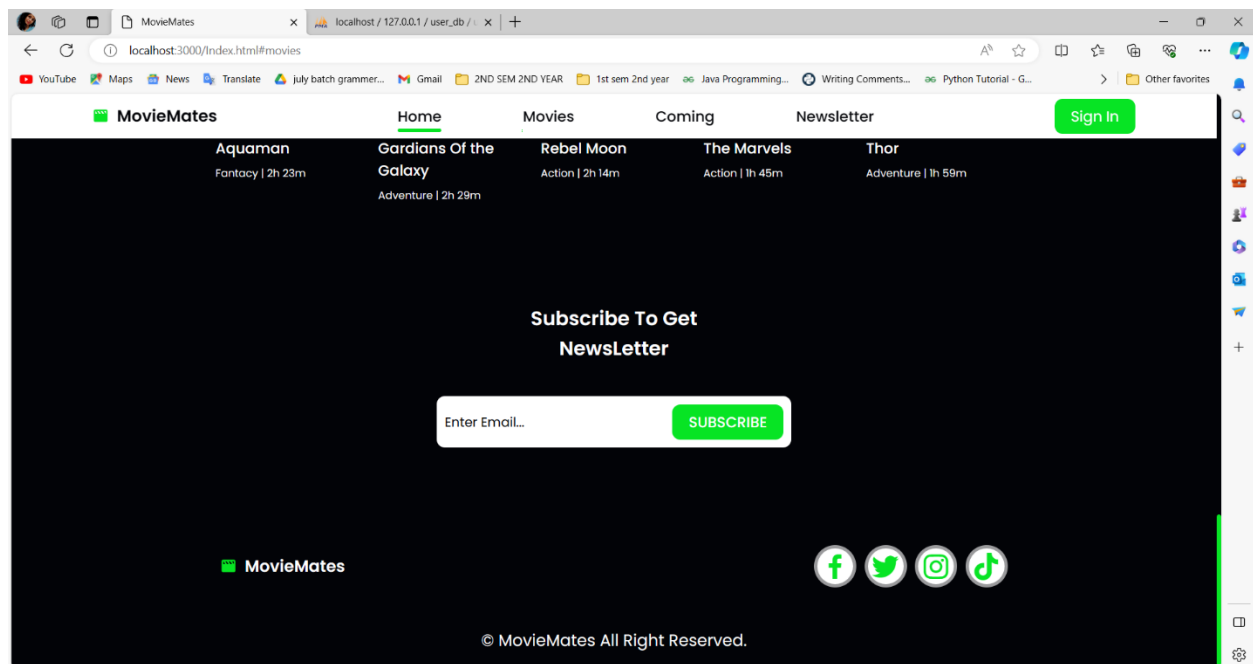 MovieMates
localhost / 127.0.0.1 / user_db /
localhost:3000/Index.html#movies
YouTube Maps News Translate july batch grammer... Gmail 2ND SEM 2ND YEAR 1st sem 2nd year Java Programming... Writing Comments... Python Tutorial - G... Other favorites
MovieMates Home Movies Coming Newsletter Sign In
Aquaman Gardians Of the Rebel Moon The Marvels Thor
Fantacy | 2h 23m Galaxy Action | 2h 14m Action | 1h 45m Adventure | 1h 59m
Adventure | 2h 29m
Subscribe To Get
NewsLetter
Enter Email... SUBSCRIBE
MovieMates
© MovieMates All Right Reserved.